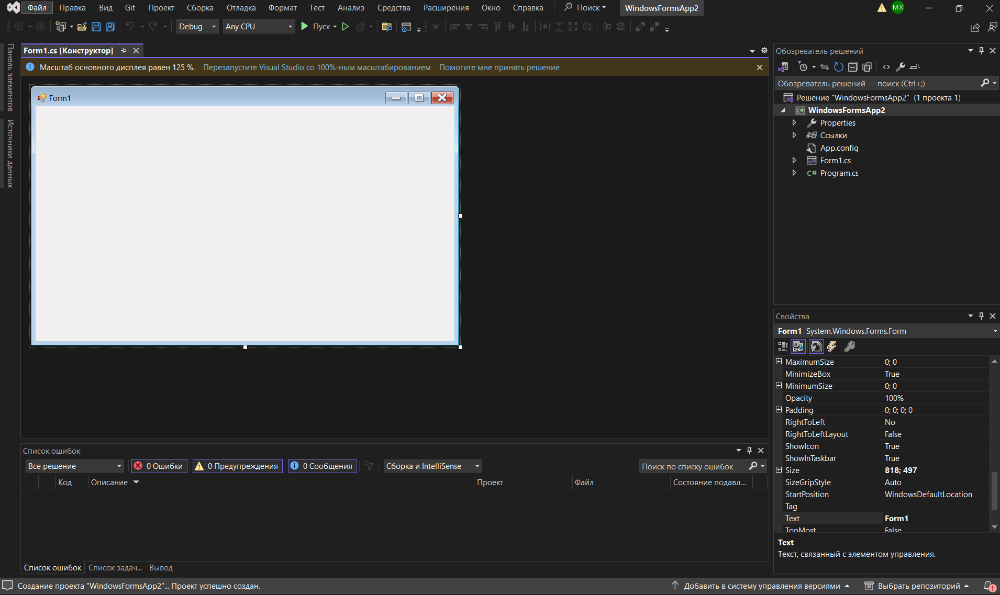 Файл Правка Вид Git Проект Сборка Отладка Формат Тест Анализ Средства Расширения Окно Справка Поиск WindowsFormsApp2 MX
Debug Any CPU Пуск
Панель элементов
Источники данных
Form1.cs [Конструктор]
Масштаб основного дисплея равен 125 %. Перезапустите Visual Studio со 100%-ным масштабированием Помогите мне принять решение
Form1
Список ошибок
Все решение 0 Ошибки 0 Предупреждения 0 Сообщения Сборка и IntelliSense Поиск по списку ошибок
Код Описание Проект Файл Состояние подавл...
Список ошибок Список задач... Вывод
Обозреватель решений
Обозреватель решений — поиск (Ctrl+;)
Решение "WindowsFormsApp2" (1 проекта 1)
C# WindowsFormsApp2
Properties
Ссылки
App.config
Form1.cs
C# Program.cs
Свойства
Form1 System.Windows.Forms.Form
MaximumSize 0; 0
MinimizeBox True
MinimumSize 0; 0
Opacity 100%
Padding 0; 0; 0; 0
RightToLeft No
RightToLeftLayout False
ShowIcon True
ShowInTaskbar True
Size 818; 497
SizeGripStyle Auto
StartPosition WindowsDefaultLocation
Tag
Text Form1
TopMost False
Text
Текст, связанный с элементом управления.
Создание проекта "WindowsFormsApp2"... Проект успешно создан. Добавить в систему управления версиями Выбрать репозиторий 1